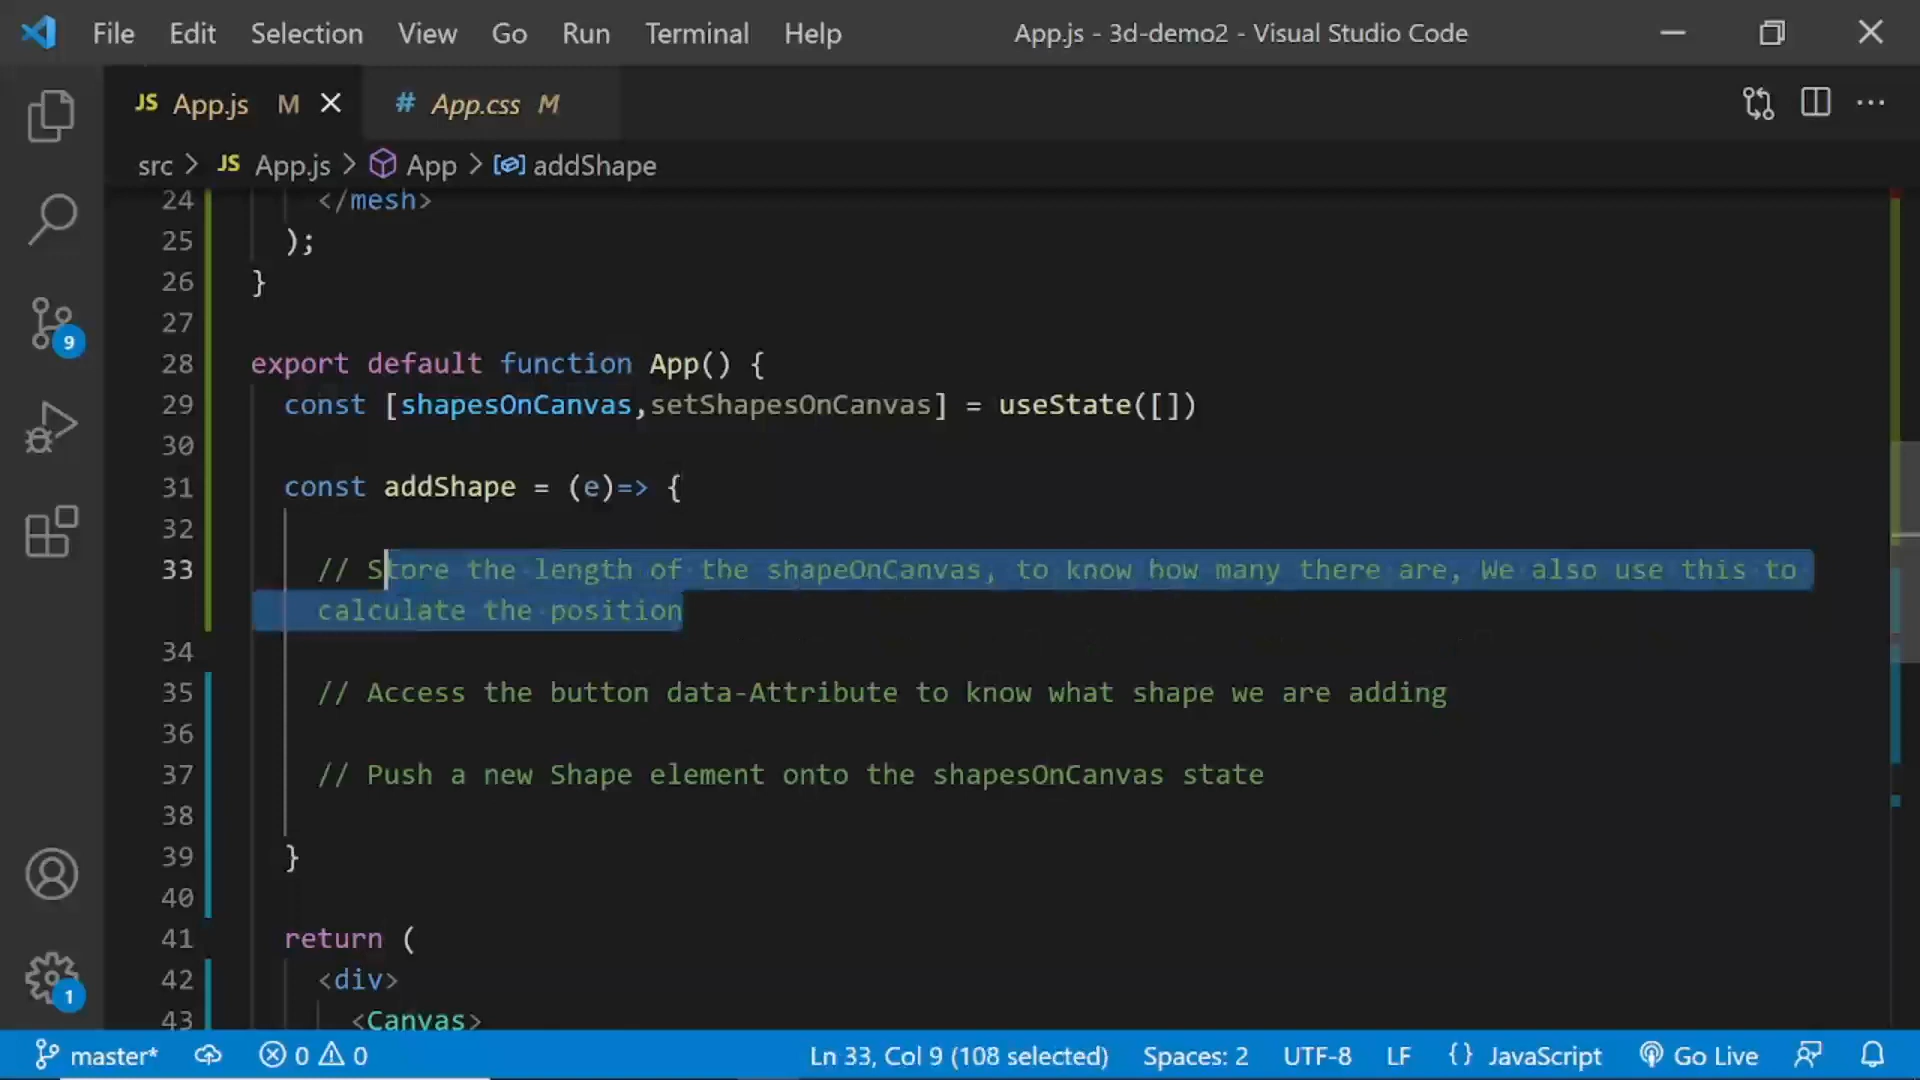 File Edit Selection View Go Run Terminal Help App.js - 3d-demo2 - Visual Studio Code
JS App.js M # App.css M
src > JS App.js > App > addShape
24 </mesh>
25 );
26 }
27
28 export default function App() {
29 const [shapesOnCanvas,setShapesOnCanvas] = useState([])
30
31 const addShape = (e)=> {
32
33 // Store the length of the shapeOnCanvas, to know how many there are, We also use this to
calculate the position
34
35 // Access the button data-Attribute to know what shape we are adding
36
37 // Push a new Shape element onto the shapesOnCanvas state
38
39 }
40
41 return (
42 <div>
43 <Canvas>
9
1
master* 0 0 Ln 33, Col 9 (108 selected) Spaces: 2 UTF-8 LF {} JavaScript Go Live